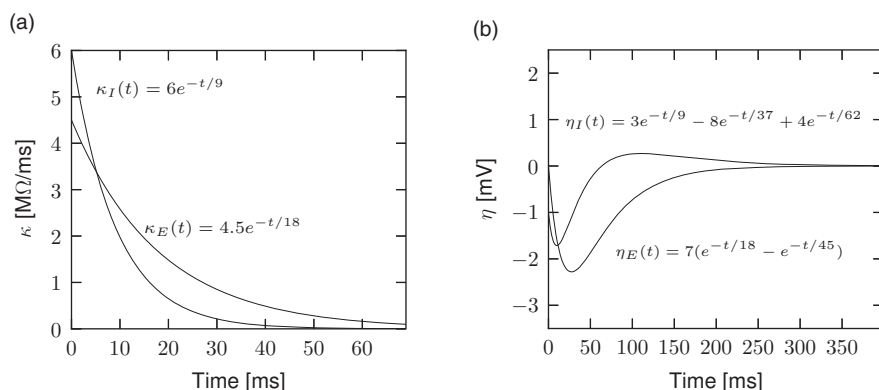 (a)
6
5
4
3
2
1
0
κ [MΩ/ms]
κ_I(t) = 6e^{-t/9}
κ_E(t) = 4.5e^{-t/18}
0 10 20 30 40 50 60
Time [ms]
(b)
2
1
0
−1
−2
−3
η [mV]
η_I(t) = 3e^{-t/9} − 8e^{-t/37} + 4e^{-t/62}
η_E(t) = 7(e^{-t/18} − e^{-t/45})
0 50 100 150 200 250 300 350
Time [ms]